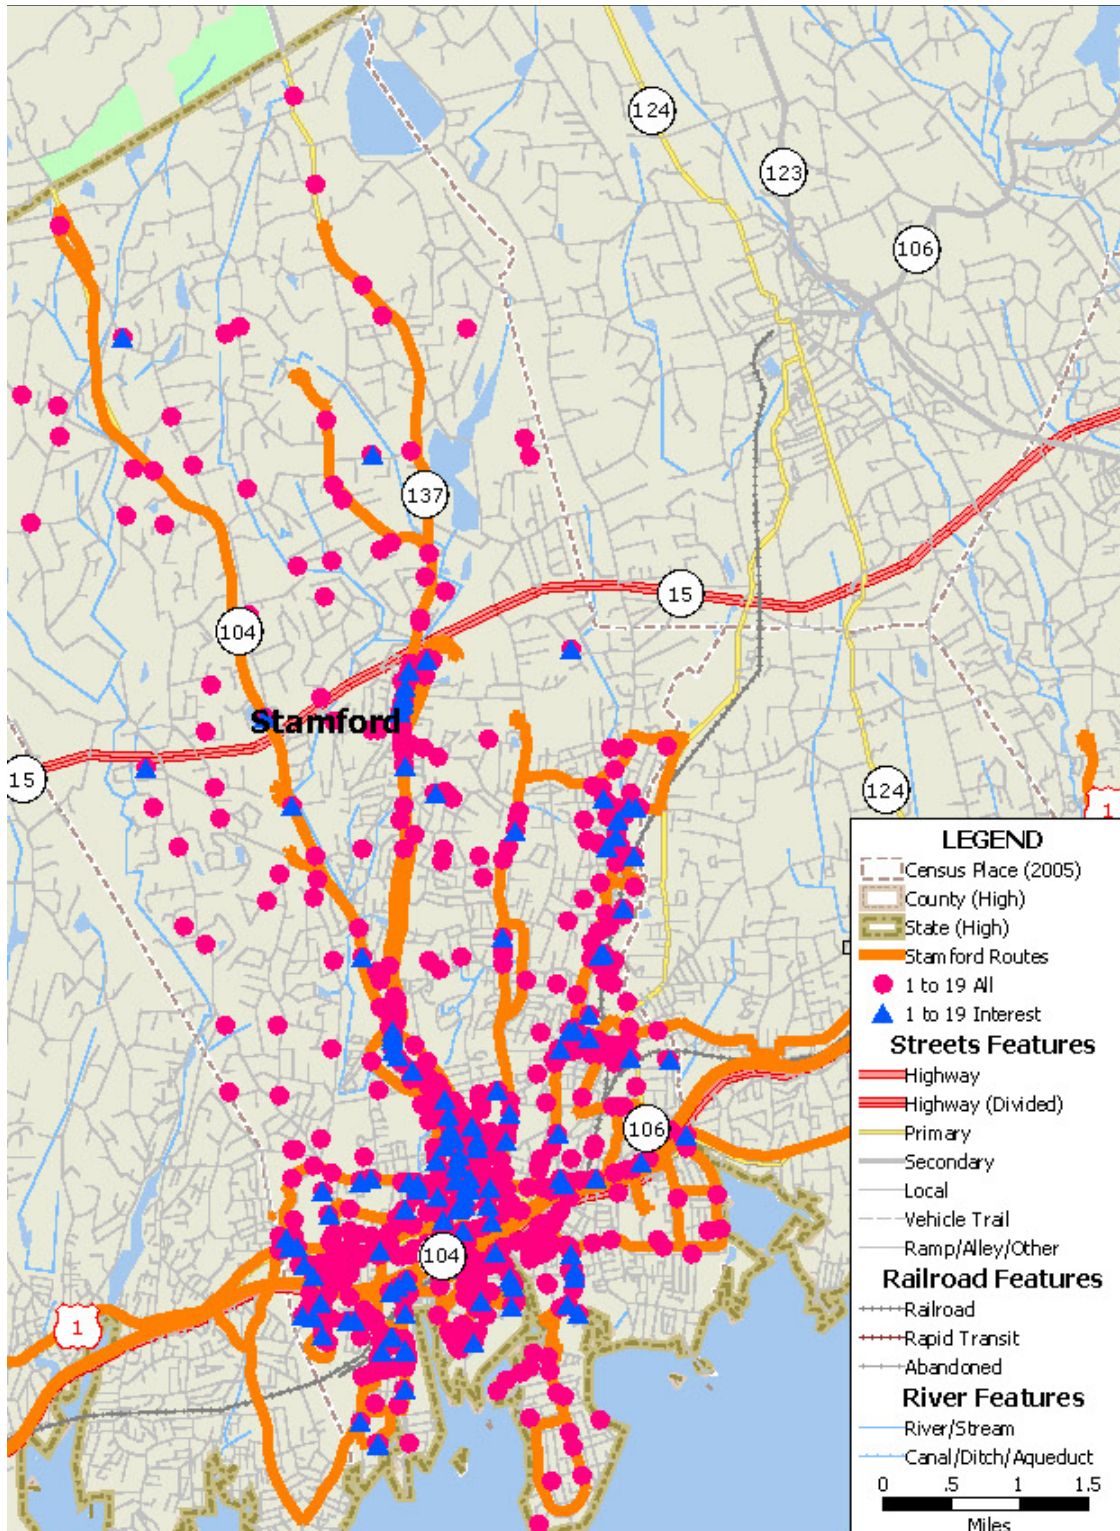 124
123
106
137
15
104
Stamford
15
124
1
LEGEND
Census Place (2005)
County (High)
State (High)
Stamford Routes
1 to 19 All
1 to 19 Interest
Streets Features
Highway
Highway (Divided)
Primary
Secondary
Local
Vehicle Trail
Ramp/Alley/Other
Railroad Features
Railroad
Rapid Transit
Abandoned
River Features
River/Stream
Canal/Ditch/Aqueduct
0 .5 1 1.5
Miles
106
104
1